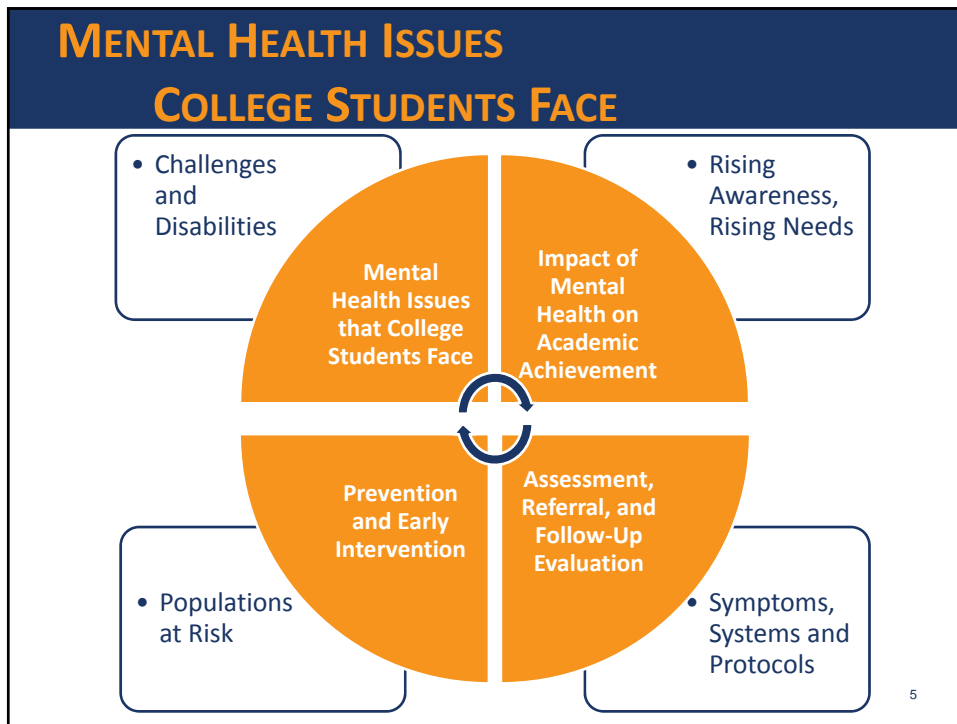 MENTAL HEALTH ISSUES
COLLEGE STUDENTS FACE
• Challenges
and
Disabilities
Mental
Health Issues
that College
Students Face
• Rising
Awareness,
Rising Needs
Impact of
Mental
Health on
Academic
Achievement
• Populations
at Risk
Prevention
and Early
Intervention
• Symptoms,
Systems and
Protocols
Assessment,
Referral, and
Follow-Up
Evaluation
5